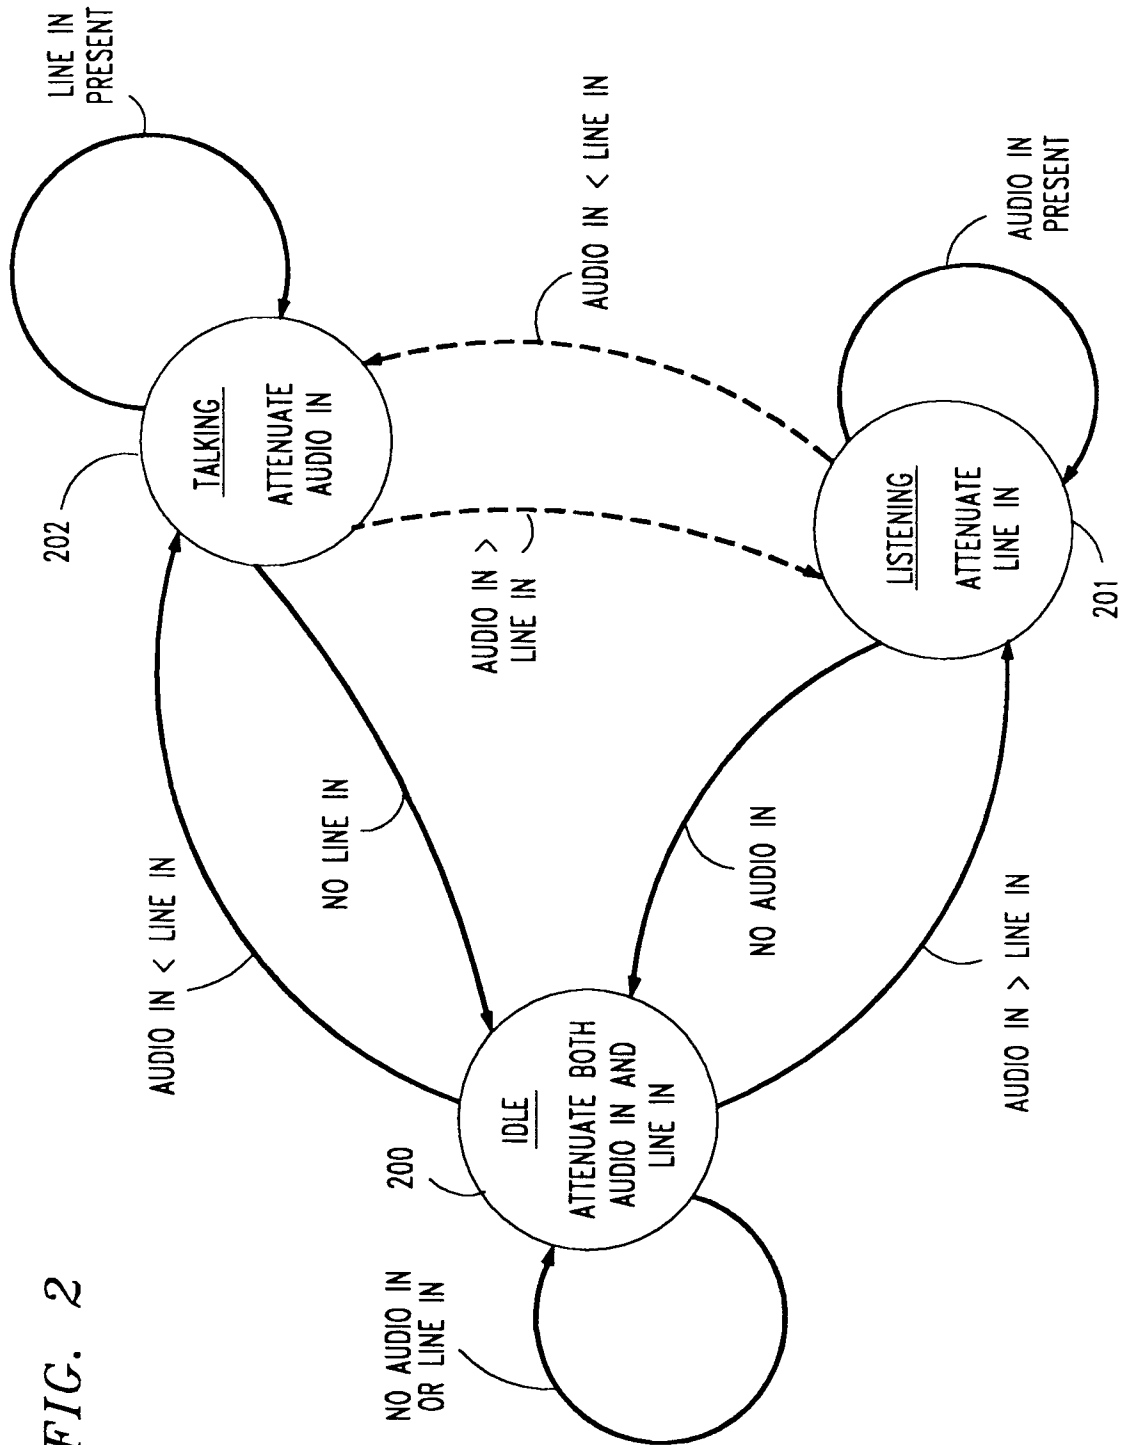 FIG. 2
LINE IN
PRESENT
202
TALKING
ATTENUATE
AUDIO IN
AUDIO IN < LINE IN
AUDIO IN < LINE IN
NO LINE IN
AUDIO IN >
LINE IN
200
IDLE
ATTENUATE BOTH
AUDIO IN AND
LINE IN
NO AUDIO IN
OR LINE IN
NO AUDIO IN
LISTENING
ATTENUATE
LINE IN
201
AUDIO IN
PRESENT
AUDIO IN > LINE IN